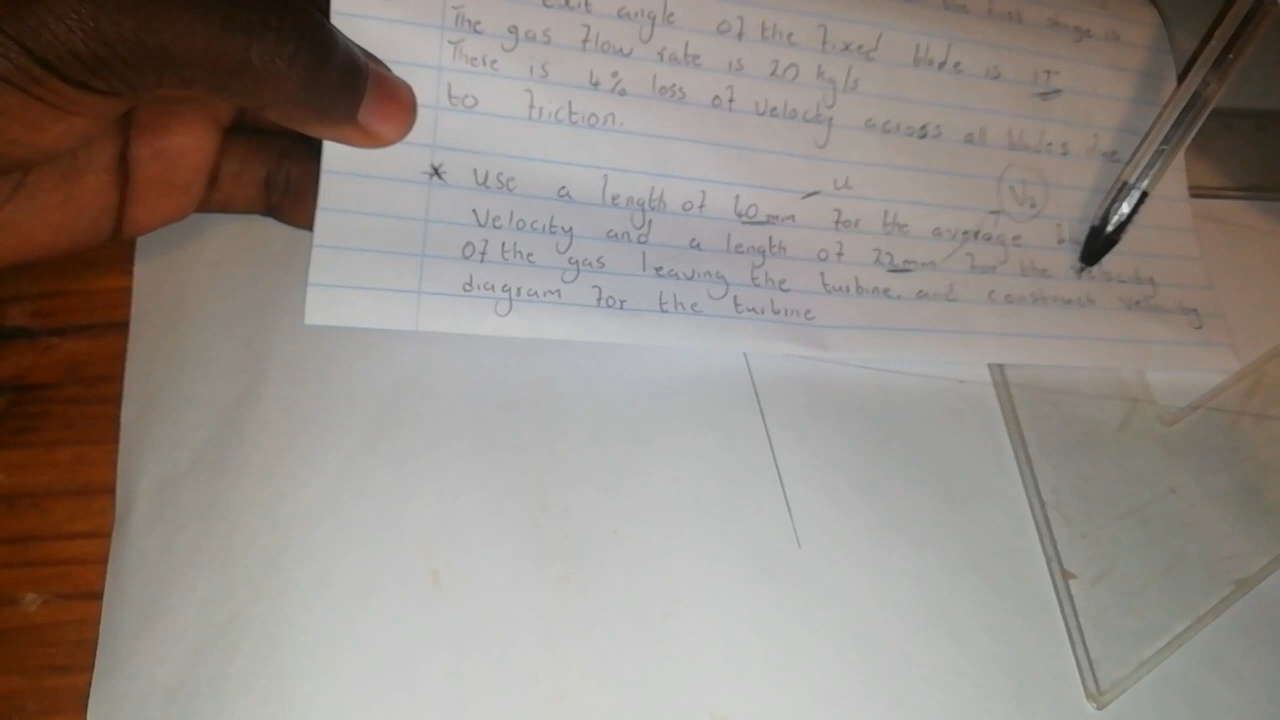 exit angle of the fixed blade is 17
The gas flow rate is 20 kg/s
There is 4% loss of velocity across all blades due
to friction.
u
V₂
* Use a length of 60mm for the average
velocity and a length of 22mm for the velocity
of the gas leaving the turbine. and construct velocity
diagram for the turbine